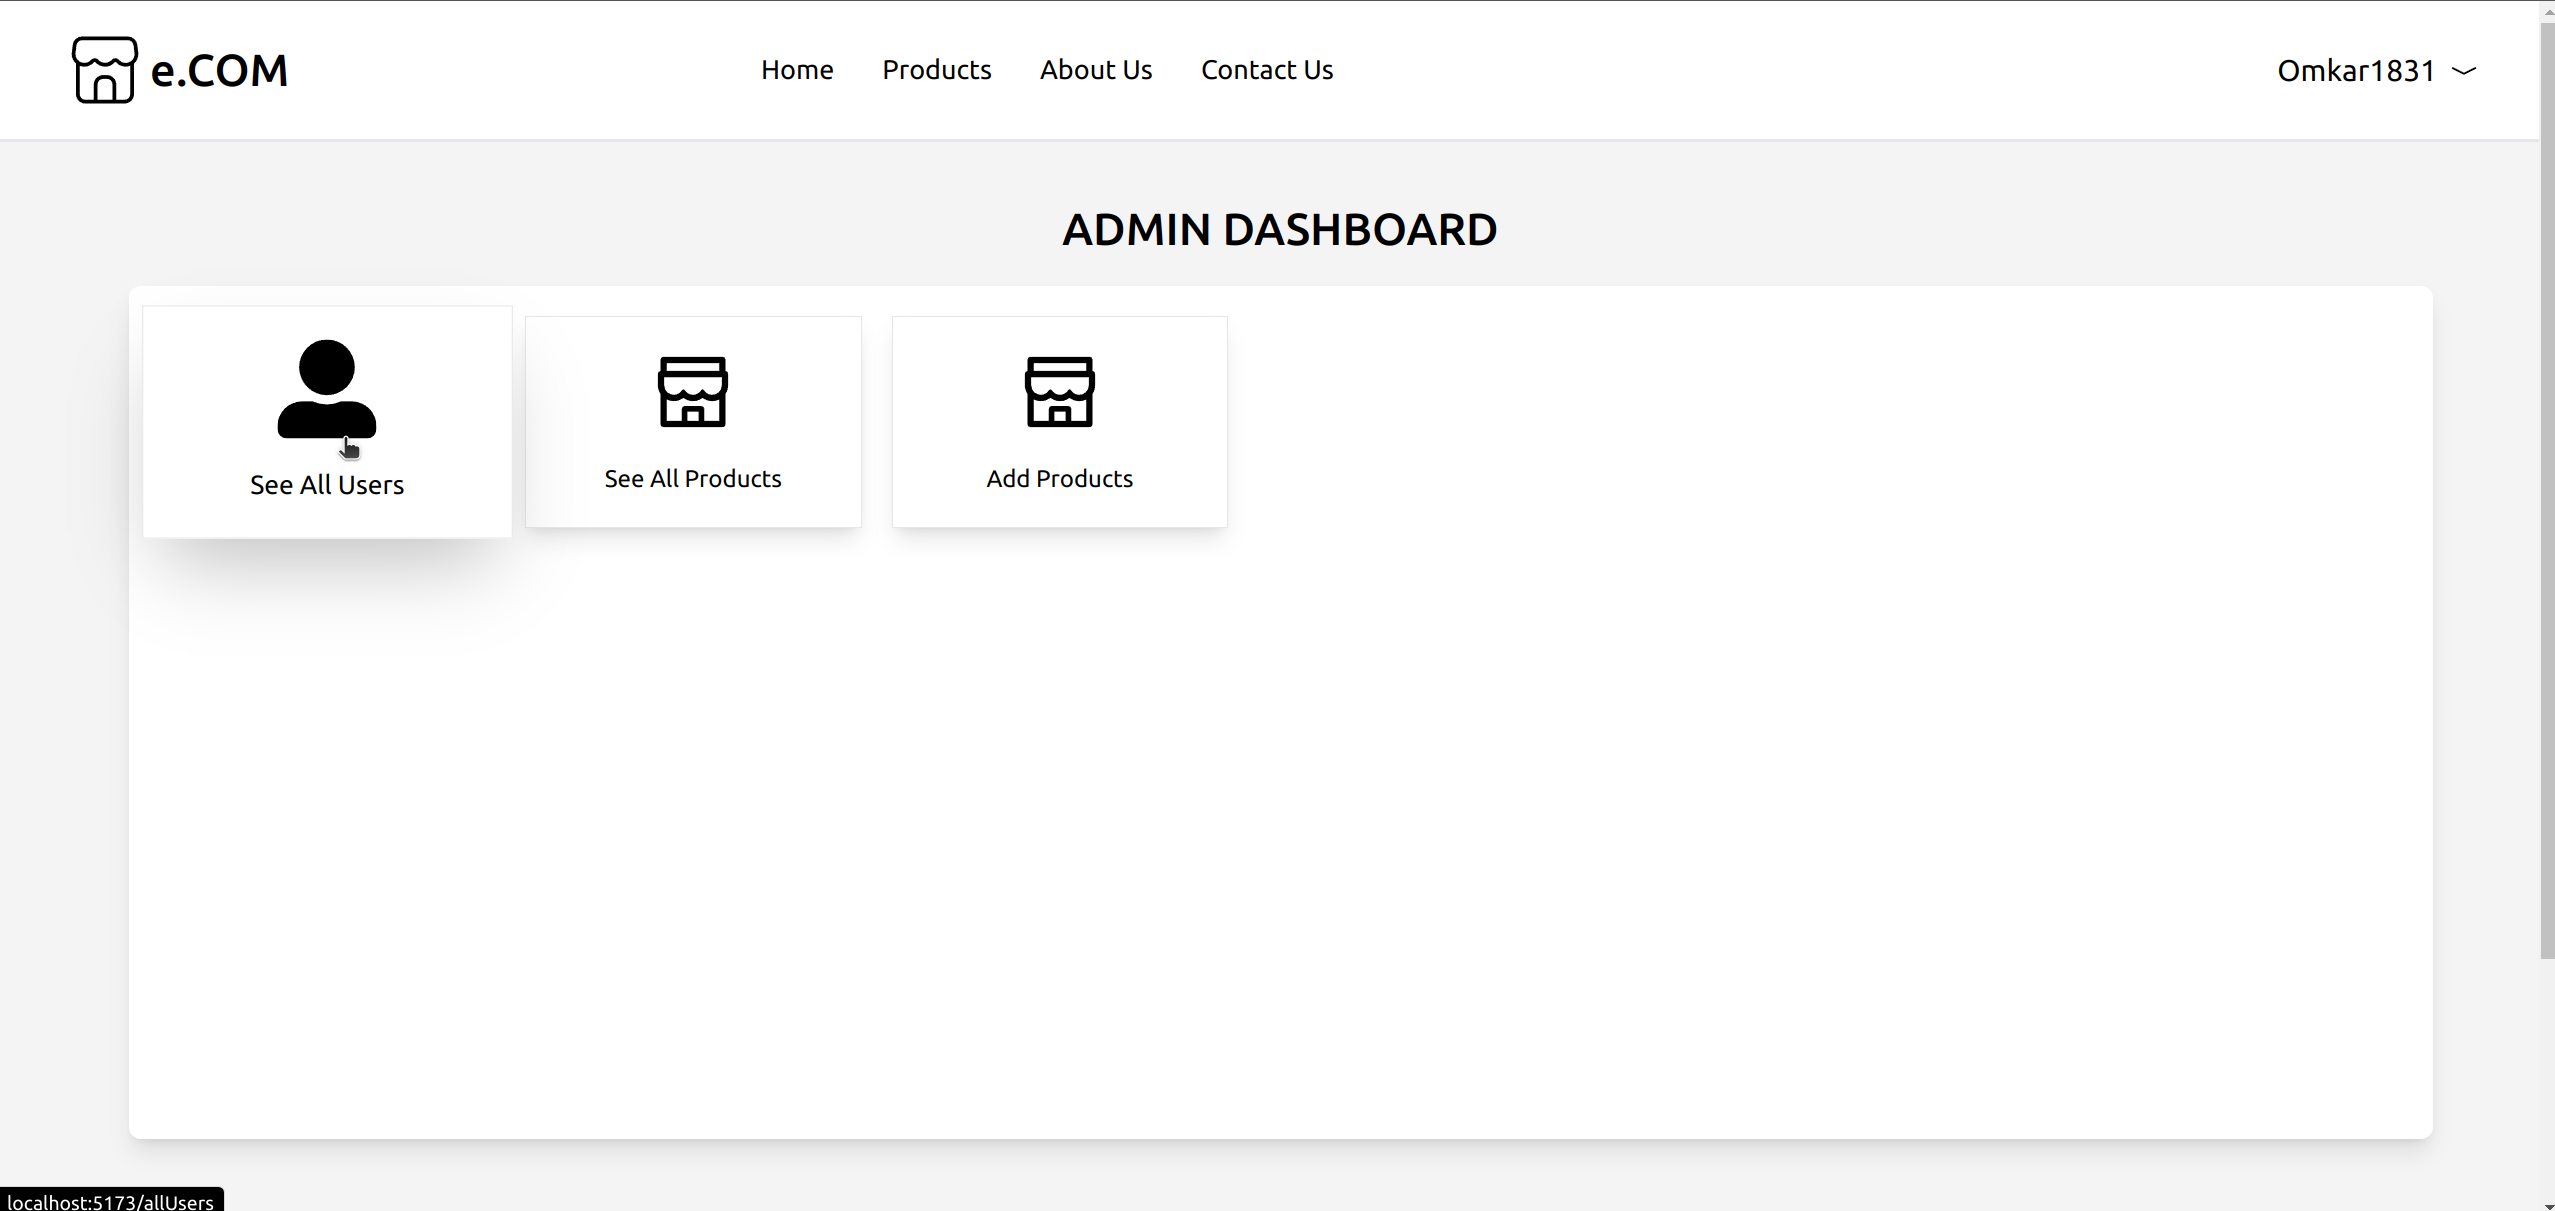 e.COM
Home Products About Us Contact Us
Omkar1831
ADMIN DASHBOARD
See All Users
See All Products
Add Products
localhost:5173/allUsers